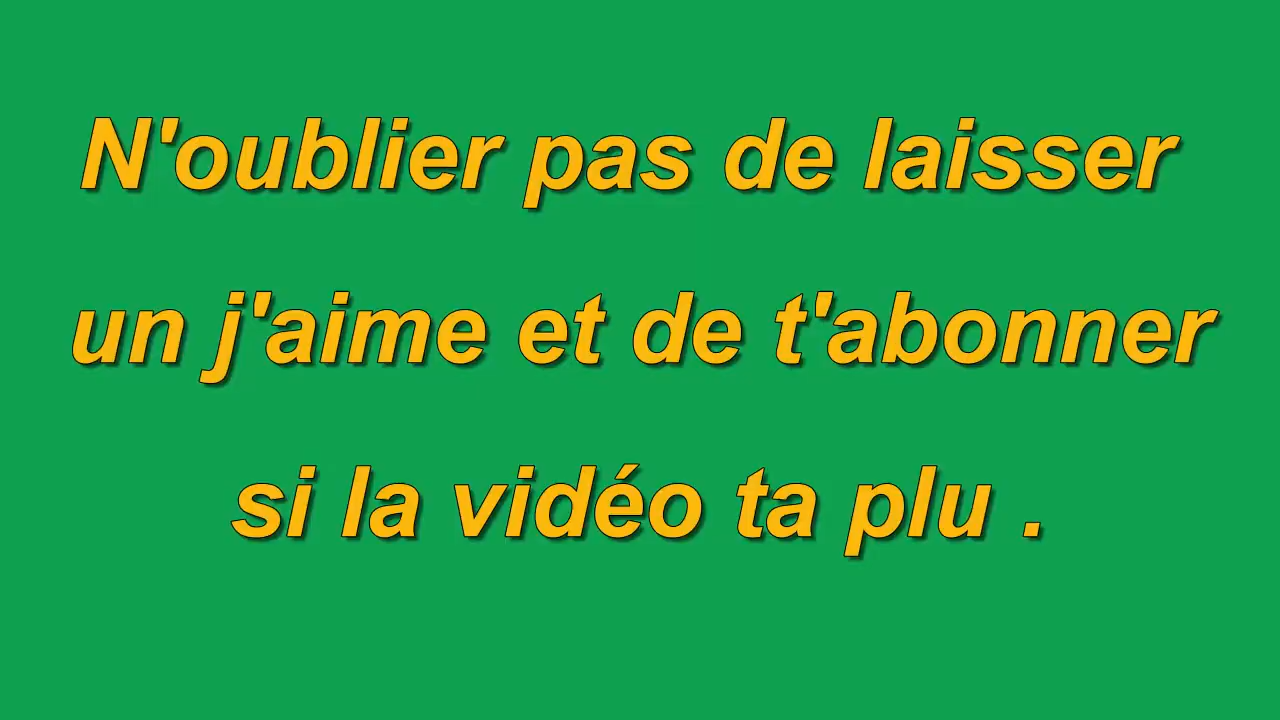 N'oublier pas de laisser
un j'aime et de t'abonner
si la vidéo ta plu .